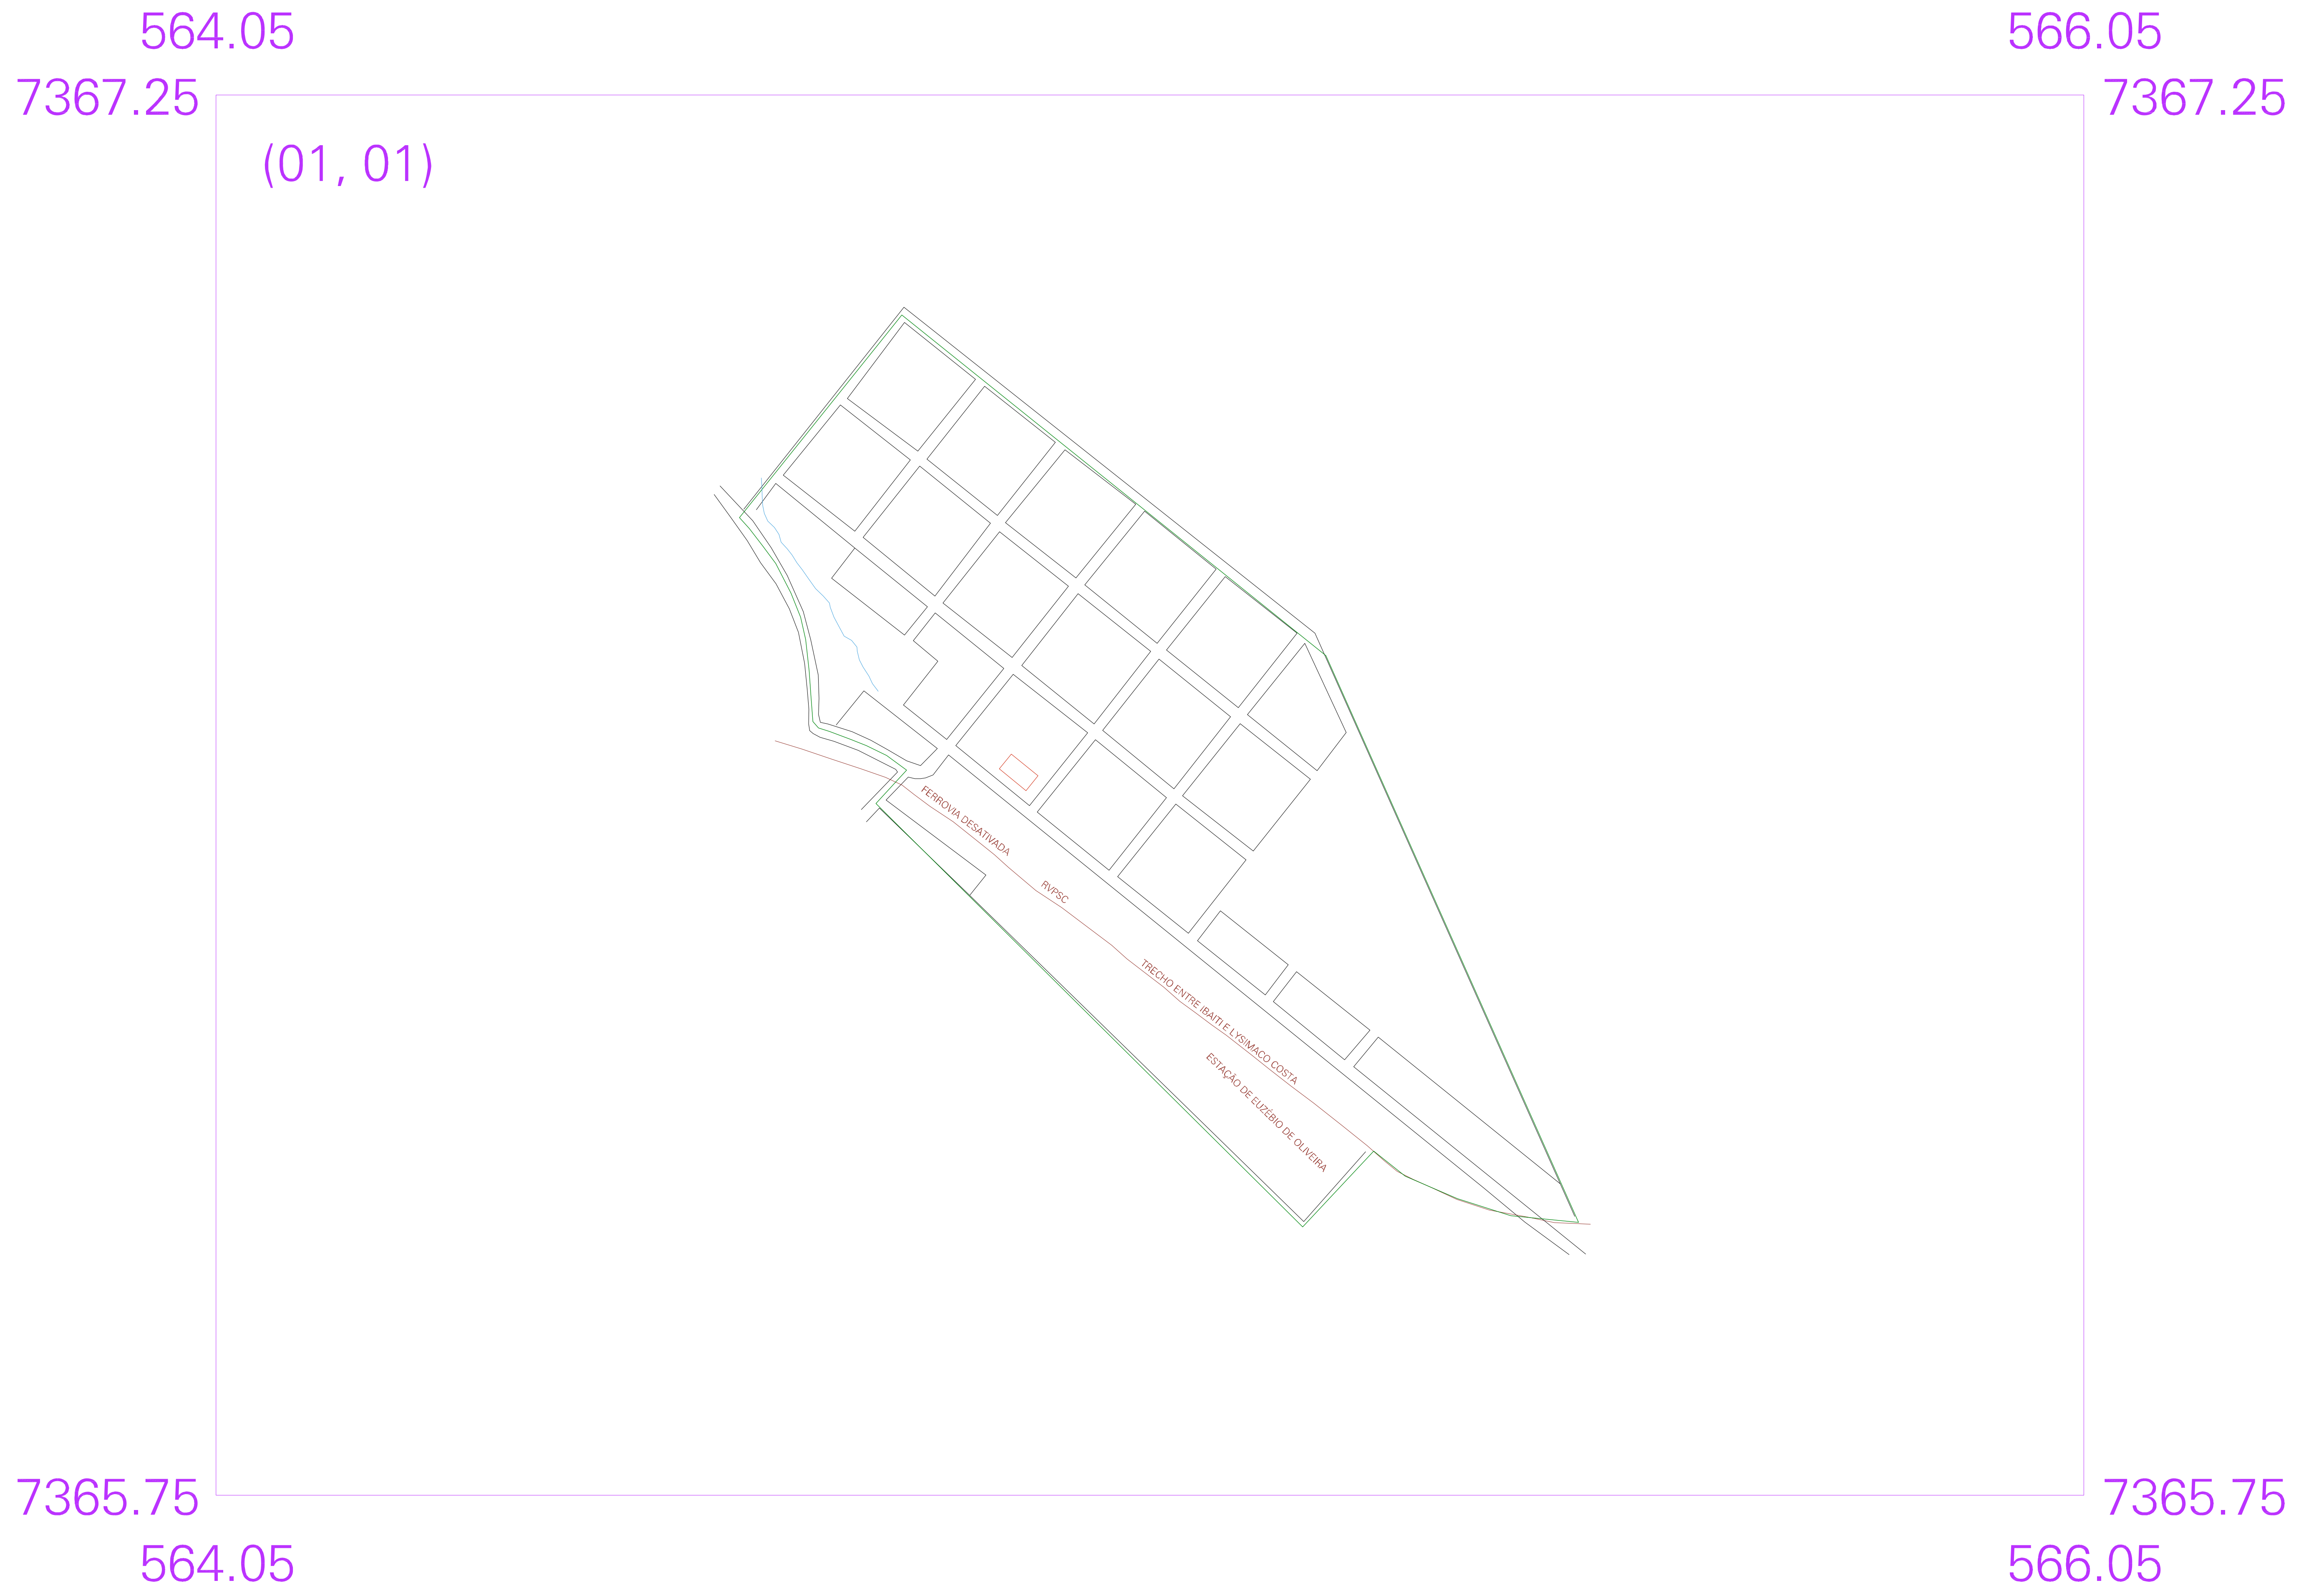 564.05
566.05
7367.25
7367.25
(01, 01)
FERROVIA DESATIVADA
RVPSC
TRECHO ENTRE IBAITI E LYSIMACO COSTA
ESTAÇÃO DE EUZÉBIO DE OLIVEIRA
7365.75
7365.75
564.05
566.05